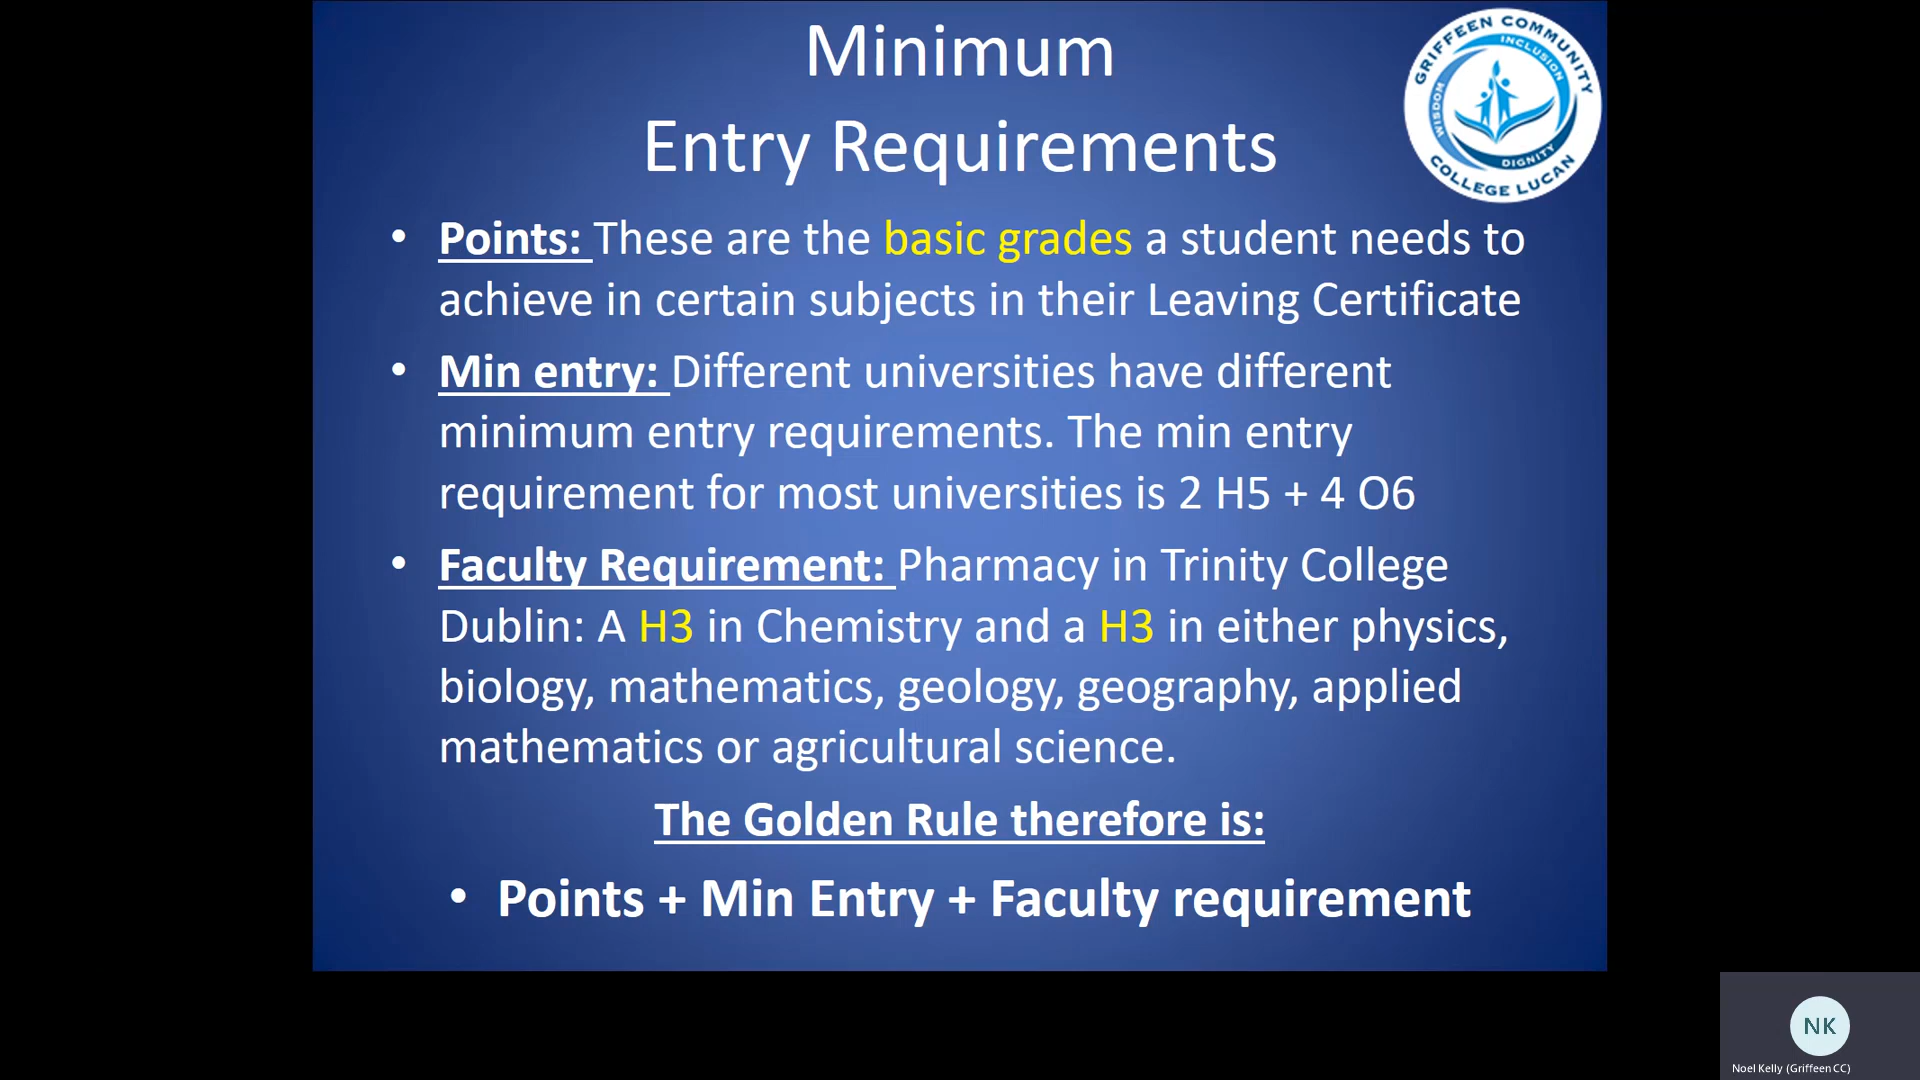 Minimum
Entry Requirements
GRIFFEEN COMMUNITY
INCLUSION
WISDOM
DIGNITY
COLLEGE LUCAN
• Points: These are the basic grades a student needs to
achieve in certain subjects in their Leaving Certificate
• Min entry: Different universities have different
minimum entry requirements. The min entry
requirement for most universities is 2 H5 + 4 O6
• Faculty Requirement: Pharmacy in Trinity College
Dublin: A H3 in Chemistry and a H3 in either physics,
biology, mathematics, geology, geography, applied
mathematics or agricultural science.
The Golden Rule therefore is:
• Points + Min Entry + Faculty requirement
NK
Noel Kelly (Griffeen CC)